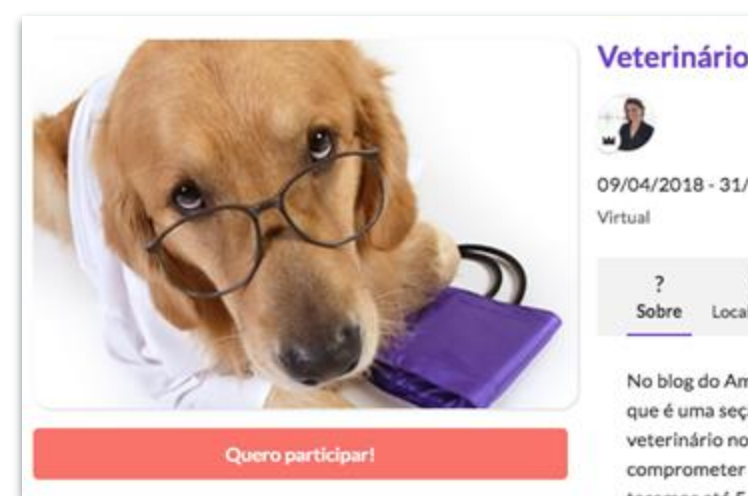 Veterinário
09/04/2018 - 31/
Virtual
?
Sobre Local
No blog do Am
que é uma seç
veterinário no
comprometer
Quero participar!